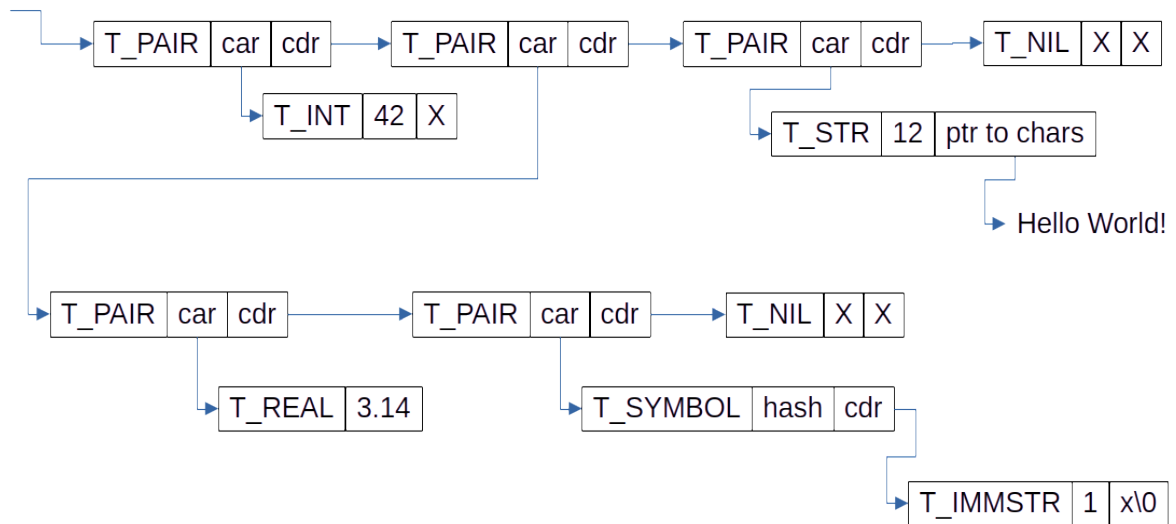 T_PAIR car cdr T_PAIR car cdr T_PAIR car cdr T_NIL X X
T_INT 42 X
T_STR 12 ptr to chars
Hello World!
T_PAIR car cdr T_PAIR car cdr T_NIL X X
T_REAL 3.14
T_SYMBOL hash cdr
T_IMMSTR 1 x\0